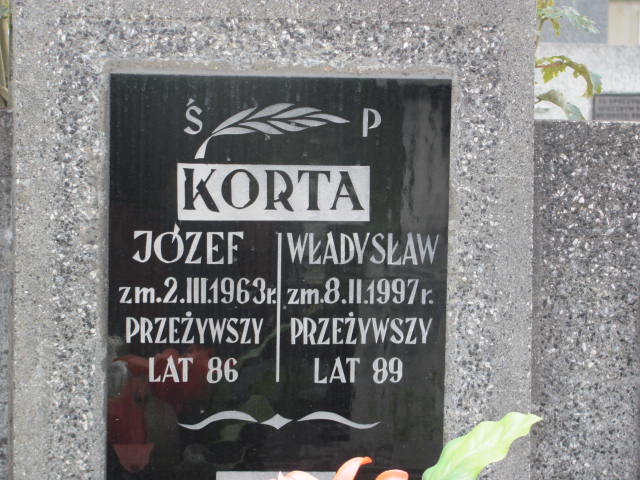 Ś P
KORTA
JÓZEF
zm.2.III.1963r.
PRZEŻYWSZY
LAT 86
WŁADYSŁAW
zm.8.II.1997r.
PRZEŻYWSZY
LAT 89